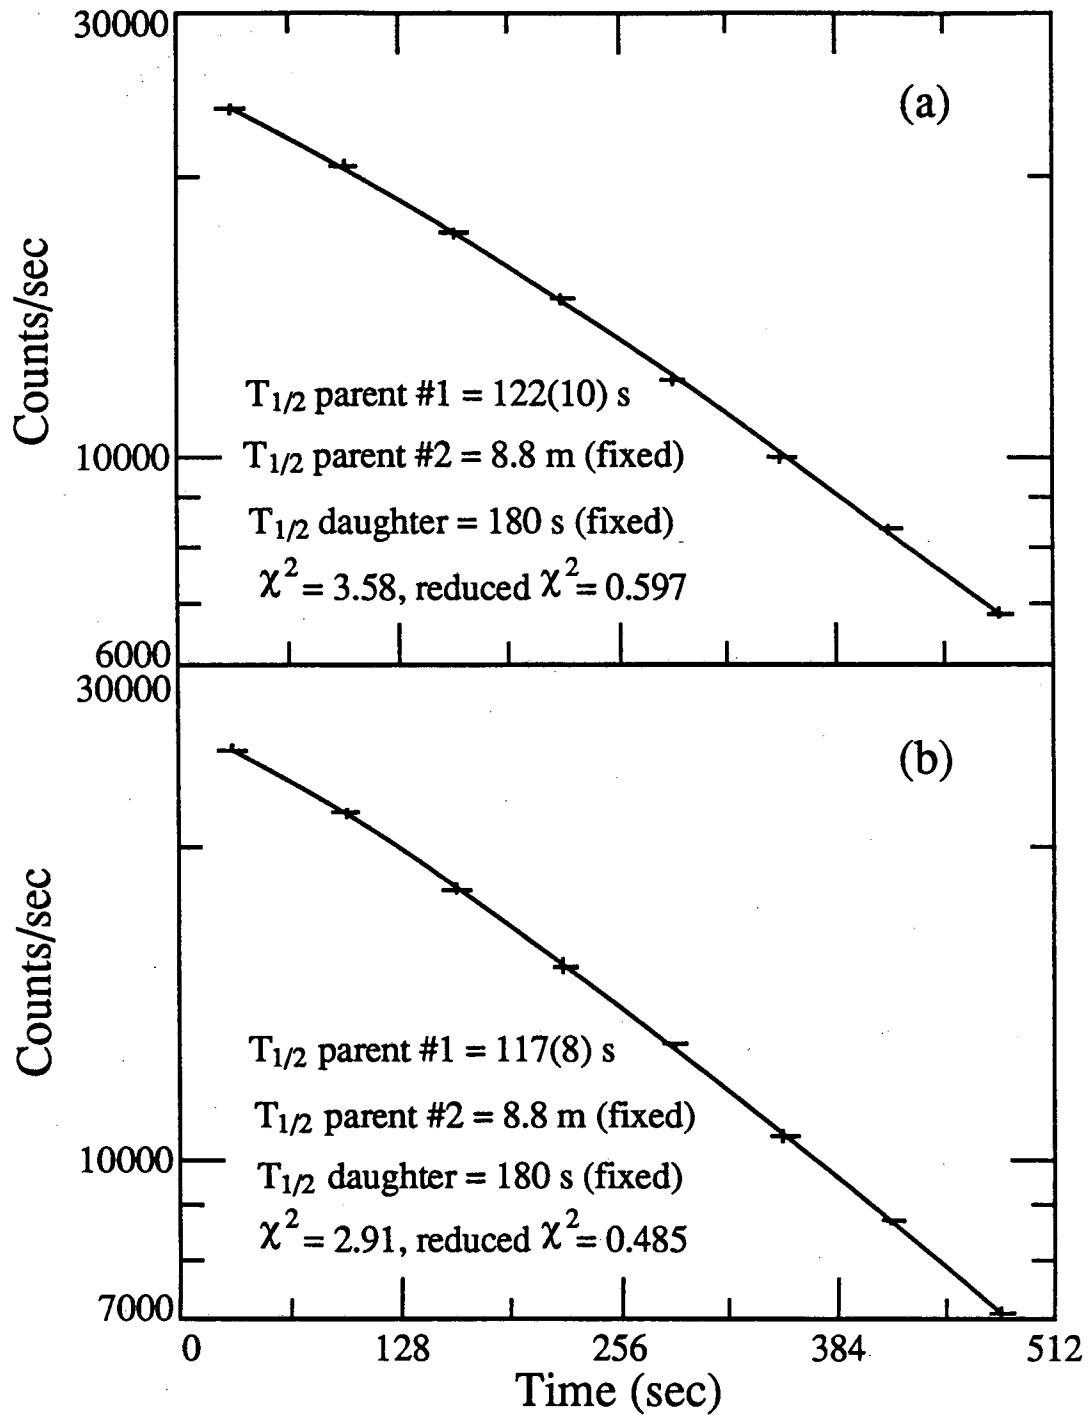 30000
(a)
Counts/sec
T1/2 parent #1 = 122(10) s
10000
T1/2 parent #2 = 8.8 m (fixed)
T1/2 daughter = 180 s (fixed)
χ2 = 3.58, reduced χ2 = 0.597
6000
30000
(b)
Counts/sec
T1/2 parent #1 = 117(8) s
T1/2 parent #2 = 8.8 m (fixed)
10000
T1/2 daughter = 180 s (fixed)
χ2 = 2.91, reduced χ2 = 0.485
7000
0 128 256 384 512
Time (sec)